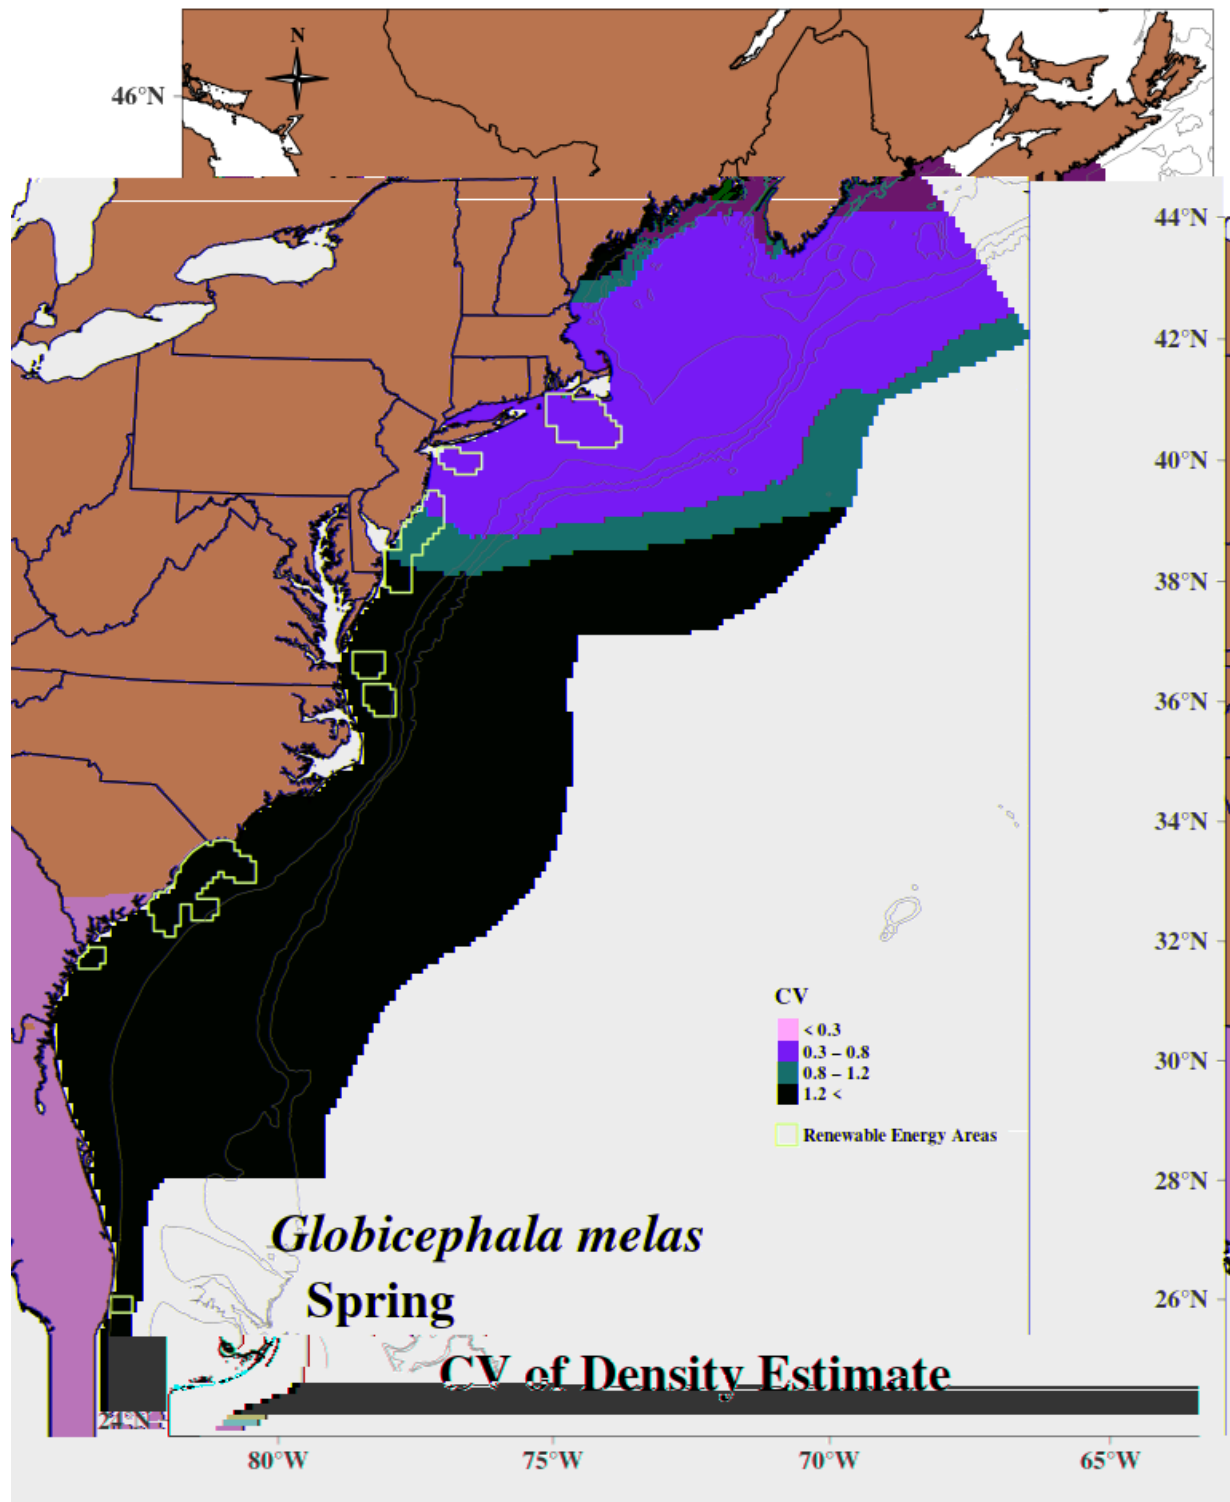 N
46°N
44°N
42°N
40°N
38°N
36°N
34°N
32°N
CV
< 0.3
0.3 – 0.8
0.8 – 1.2
1.2 <
Renewable Energy Areas
30°N
28°N
Globicephala melas
Spring
26°N
CV of Density Estimate
24°N
80°W 75°W 70°W 65°W